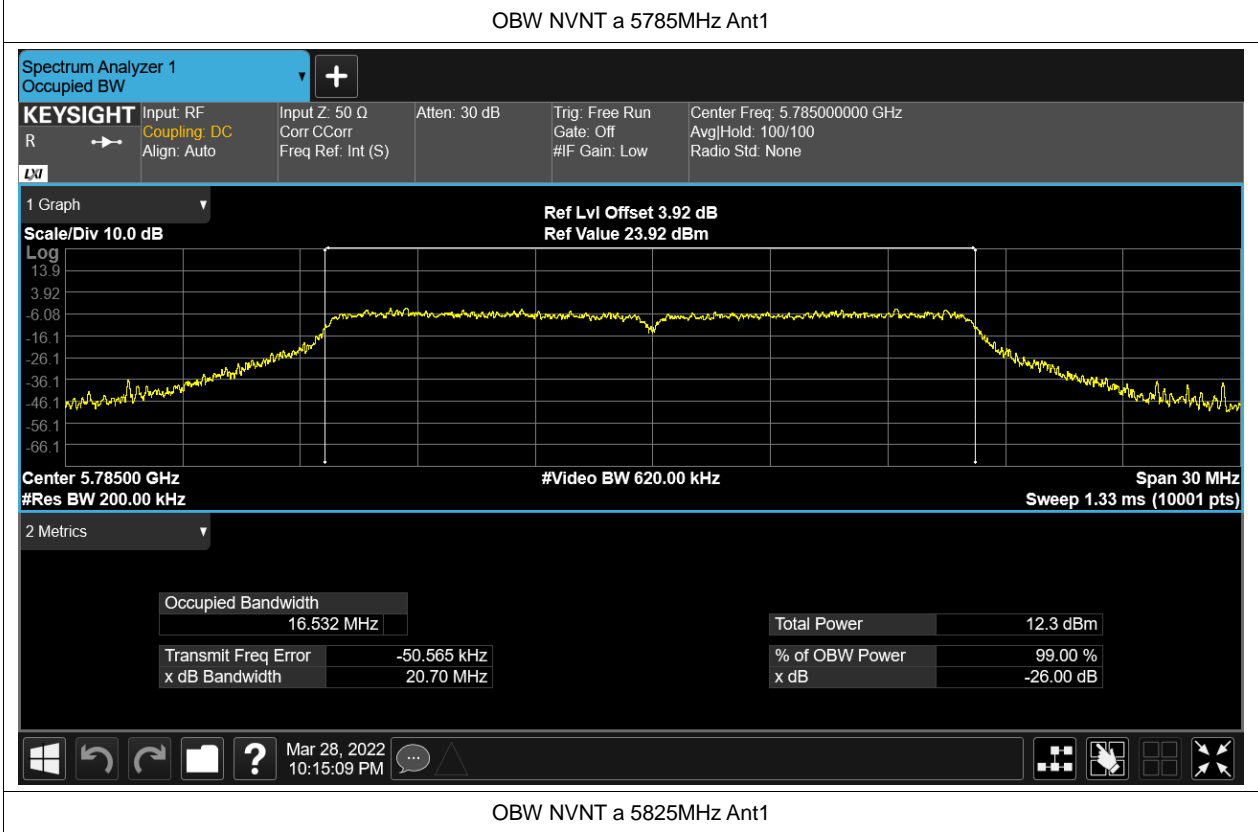 OBW NVNT a 5785MHz Ant1
Spectrum Analyzer 1
Occupied BW
KEYSIGHT
R
LXI
Input: RF
Coupling: DC
Align: Auto
Input Z: 50 Ω
Corr CCorr
Freq Ref: Int (S)
Atten: 30 dB
Trig: Free Run
Gate: Off
#IF Gain: Low
Center Freq: 5.785000000 GHz
Avg|Hold: 100/100
Radio Std: None
1 Graph
Scale/Div 10.0 dB
Ref Lvl Offset 3.92 dB
Ref Value 23.92 dBm
Log
13.9
3.92
-6.08
-16.1
-26.1
-36.1
-46.1
-56.1
-66.1
Center 5.78500 GHz
#Video BW 620.00 kHz
Span 30 MHz
#Res BW 200.00 kHz
Sweep 1.33 ms (10001 pts)
2 Metrics
Occupied Bandwidth
16.532 MHz
Total Power 12.3 dBm
Transmit Freq Error -50.565 kHz
% of OBW Power 99.00 %
x dB Bandwidth 20.70 MHz
x dB -26.00 dB
?
Mar 28, 2022
10:15:09 PM
OBW NVNT a 5825MHz Ant1